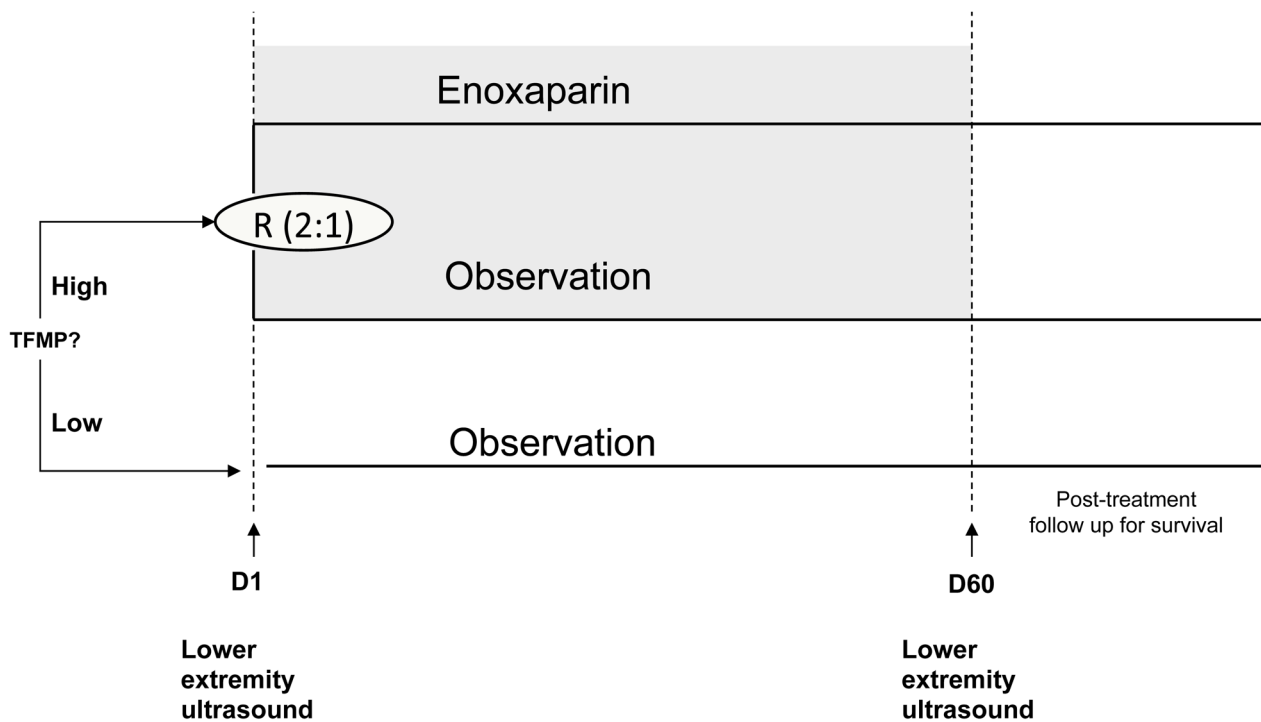 Enoxaparin
R (2:1)
Observation
High
TFMP?
Low
Observation
Post-treatment
follow up for survival
D1
D60
Lower
extremity
ultrasound
Lower
extremity
ultrasound